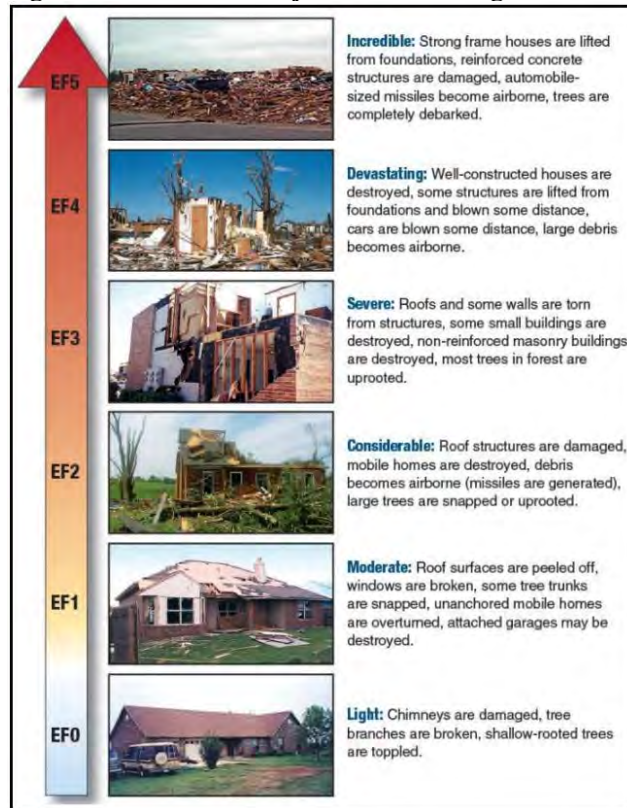 EF5
Incredible: Strong frame houses are lifted
from foundations, reinforced concrete
structures are damaged, automobile-
sized missiles become airborne, trees are
completely debarked.
EF4
Devastating: Well-constructed houses are
destroyed, some structures are lifted from
foundations and blown some distance,
cars are blown some distance, large debris
becomes airborne.
EF3
Severe: Roofs and some walls are torn
from structures, some small buildings are
destroyed, non-reinforced masonry buildings
are destroyed, most trees in forest are
uprooted.
EF2
Considerable: Roof structures are damaged,
mobile homes are destroyed, debris
becomes airborne (missiles are generated),
large trees are snapped or uprooted.
EF1
Moderate: Roof surfaces are peeled off,
windows are broken, some tree trunks
are snapped, unanchored mobile homes
are overturned, attached garages may be
destroyed.
EF0
Light: Chimneys are damaged, tree
branches are broken, shallow-rooted trees
are toppled.